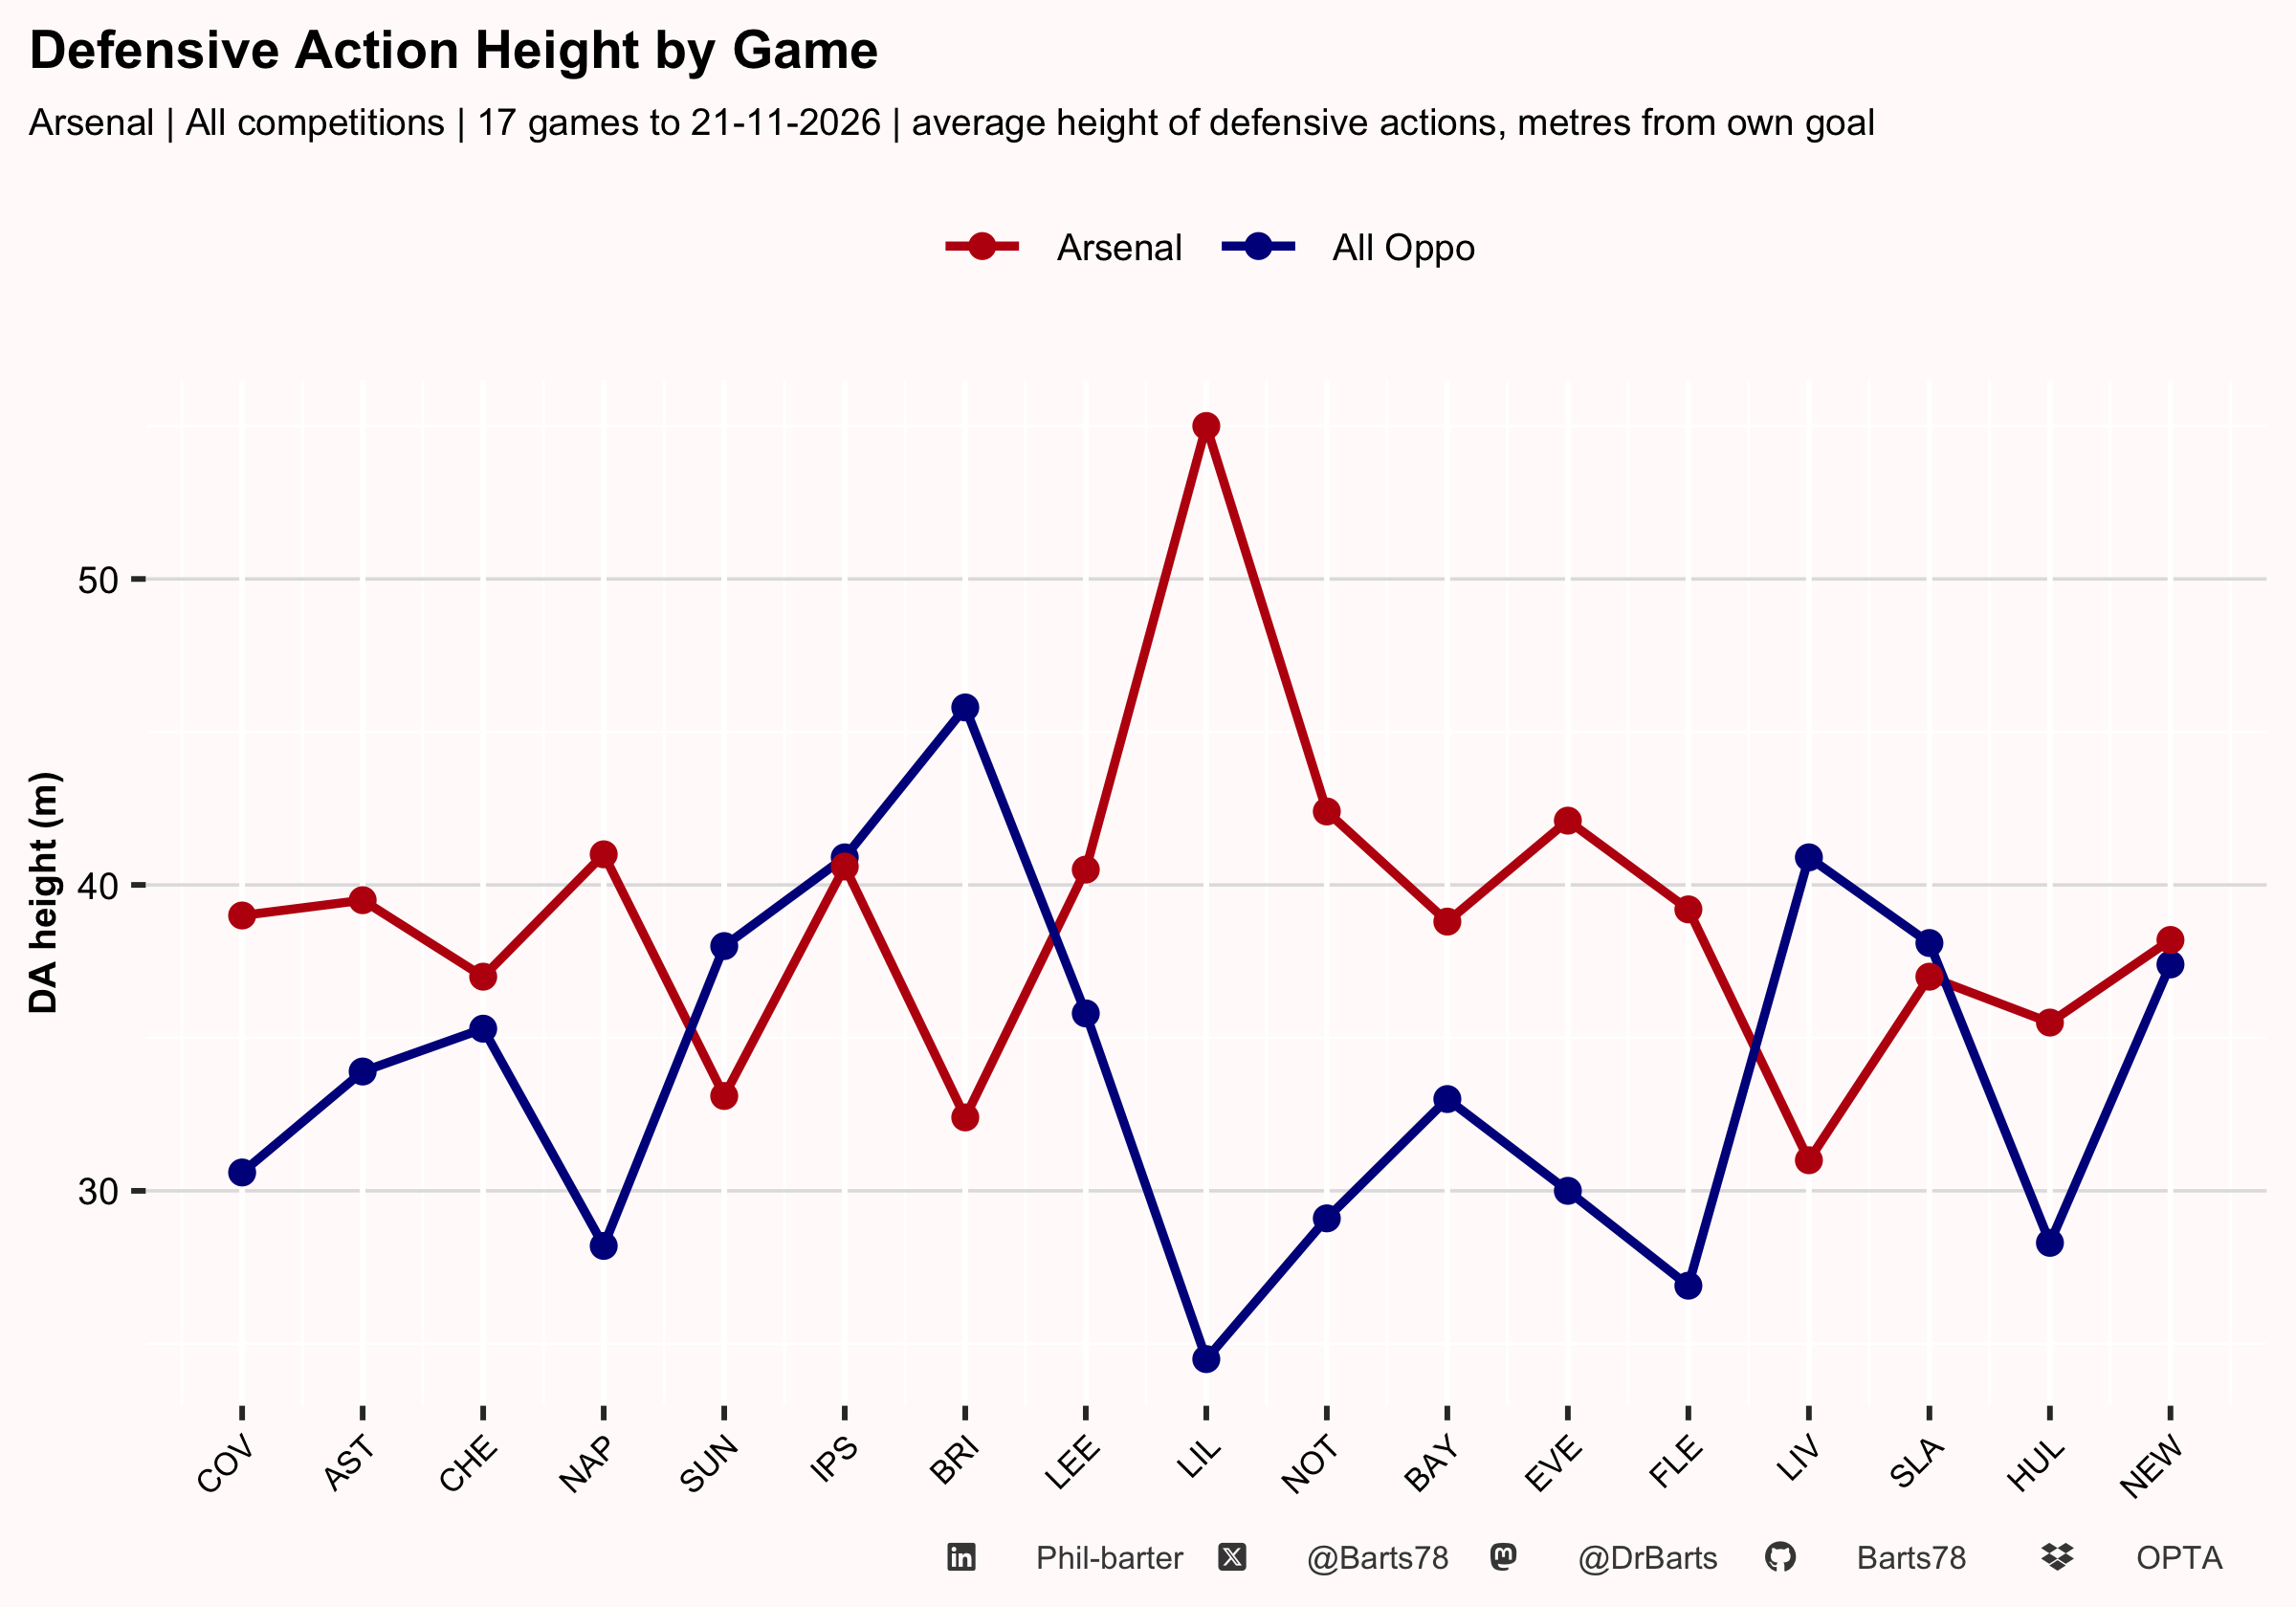 Defensive Action Height by Game
Arsenal | All competitions | 17 games to 21-11-2026 | average height of defensive actions, metres from own goal
Arsenal All Oppo
DA height (m)
50
40
30
COV AST CHE NAP SUN IPS BRI LEE LIL NOT BAY EVE FLE LIV SLA HUL NEW
Phil-barter @Barts78 @DrBarts Barts78 OPTA